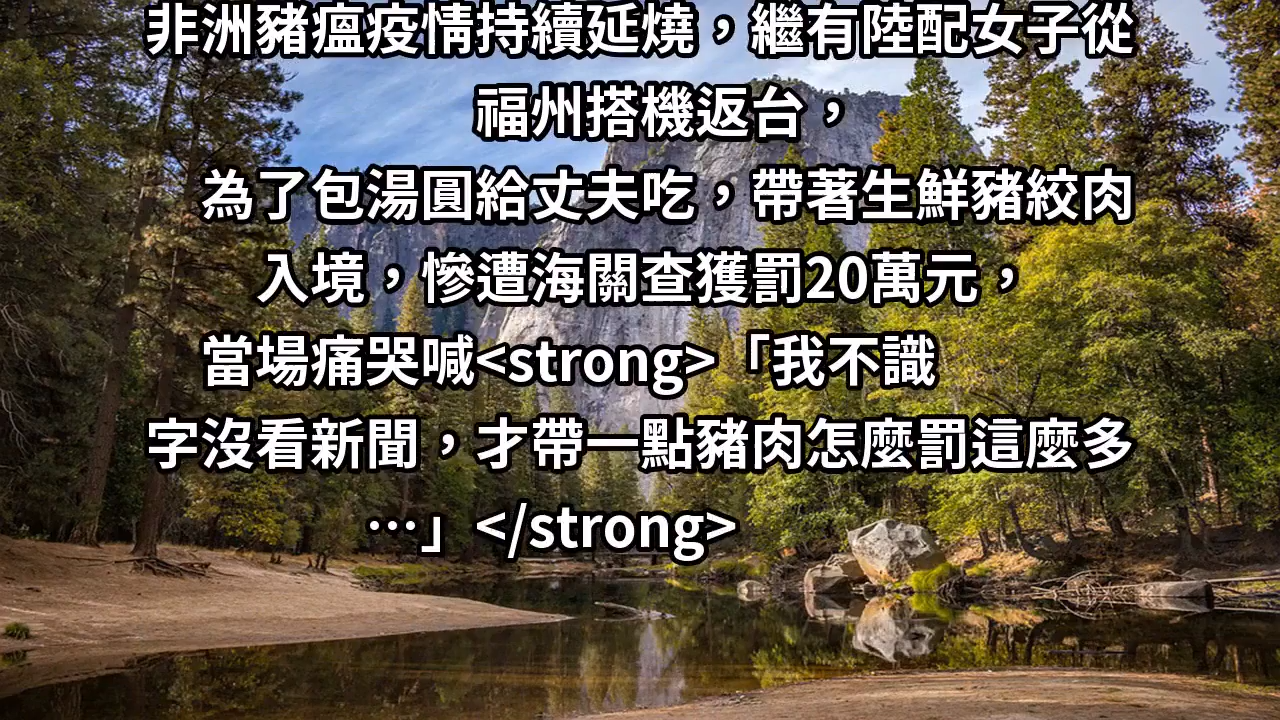 非洲豬瘟疫情持續延燒，繼有陸配女子從
福州搭機返台，
為了包湯圓給丈夫吃，帶著生鮮豬絞肉
入境，慘遭海關查獲罰20萬元，
當場痛哭喊<strong>「我不識
字沒看新聞，才帶一點豬肉怎麼罰這麼多
…」</strong>